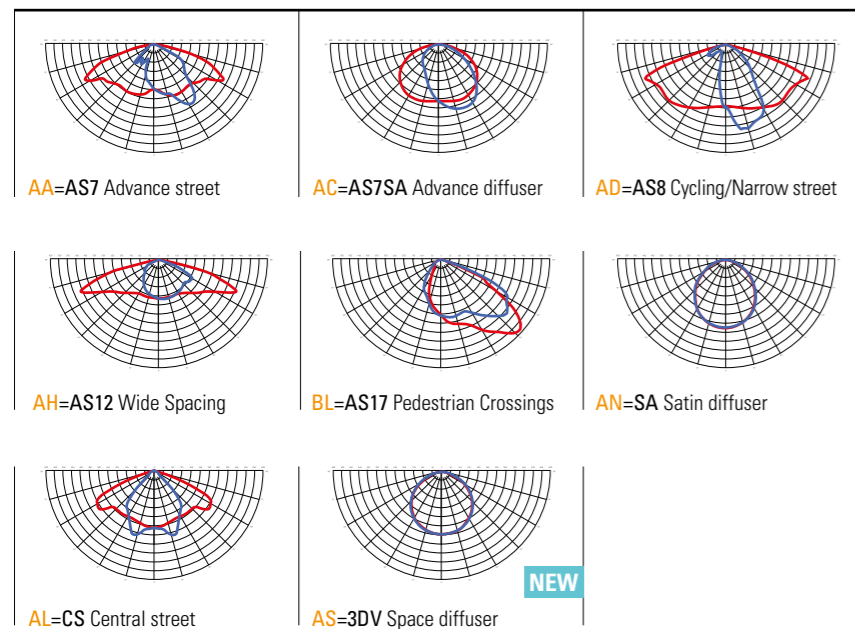 AA=AS7 Advance street
AC=AS7SA Advance diffuser
AD=AS8 Cycling/Narrow street
AH=AS12 Wide Spacing
BL=AS17 Pedestrian Crossings
AN=SA Satin diffuser
NEW
AL=CS Central street
AS=3DV Space diffuser